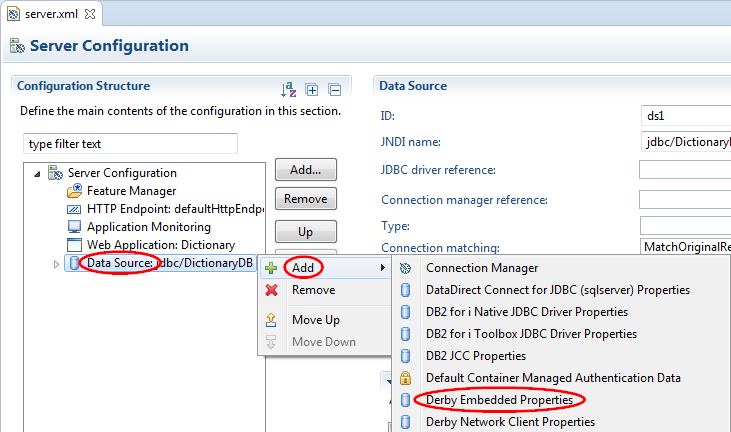 server.xml
Server Configuration
Configuration Structure
Define the main contents of the configuration in this section.
type filter text
Server Configuration
Feature Manager
HTTP Endpoint: defaultHttpEndpo
Application Monitoring
Web Application: Dictionary
Data Source: jdbc/DictionaryDB
Add...
Remove
Up
Add
Remove
Move Up
Move Down
Data Source
ID:
ds1
JNDI name:
jdbc/Dictionary
JDBC driver reference:
Connection manager reference:
Type:
Connection matching:
MatchOriginalRe
Connection Manager
DataDirect Connect for JDBC (sqlserver) Properties
DB2 for i Native JDBC Driver Properties
DB2 for i Toolbox JDBC Driver Properties
DB2 JCC Properties
Default Container Managed Authentication Data
Derby Embedded Properties
Derby Network Client Properties